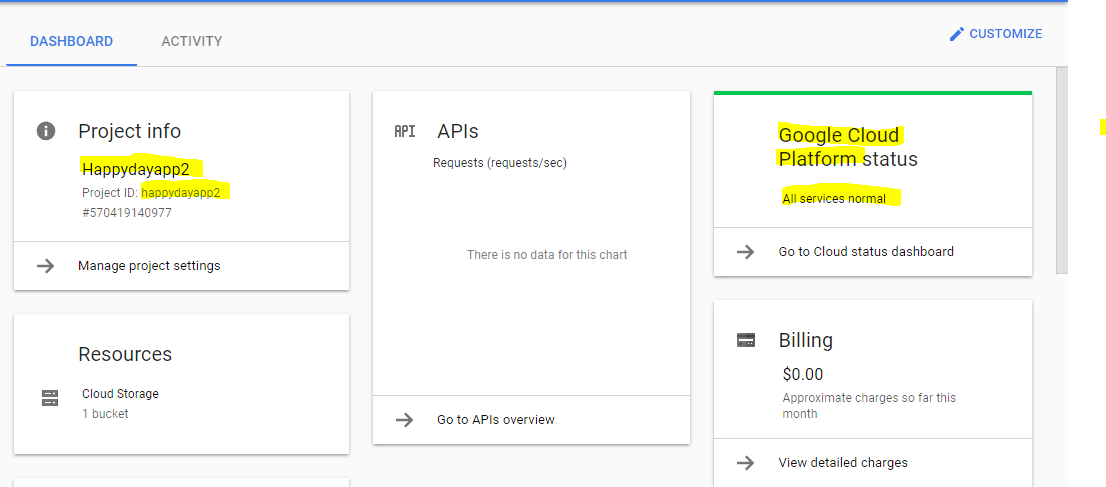 DASHBOARD
ACTIVITY
CUSTOMIZE
Project info
Happydayapp2
Project ID: happydayapp2
#570419140977
Manage project settings
Resources
Cloud Storage
1 bucket
API APIs
Requests (requests/sec)
There is no data for this chart
Go to APIs overview
Google Cloud
Platform status
All services normal
Go to Cloud status dashboard
Billing
$0.00
Approximate charges so far this
month
View detailed charges